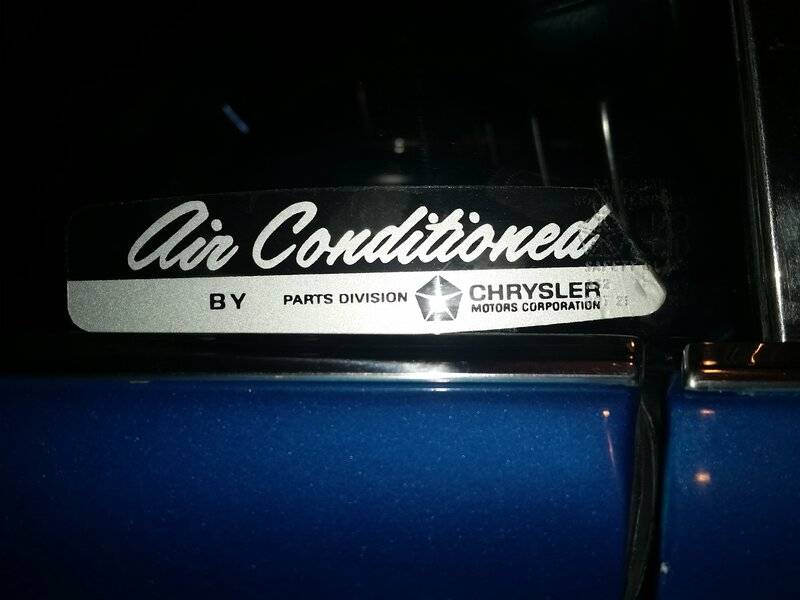 Air Conditioned
BY PARTS DIVISION CHRYSLER
MOTORS CORPORATION